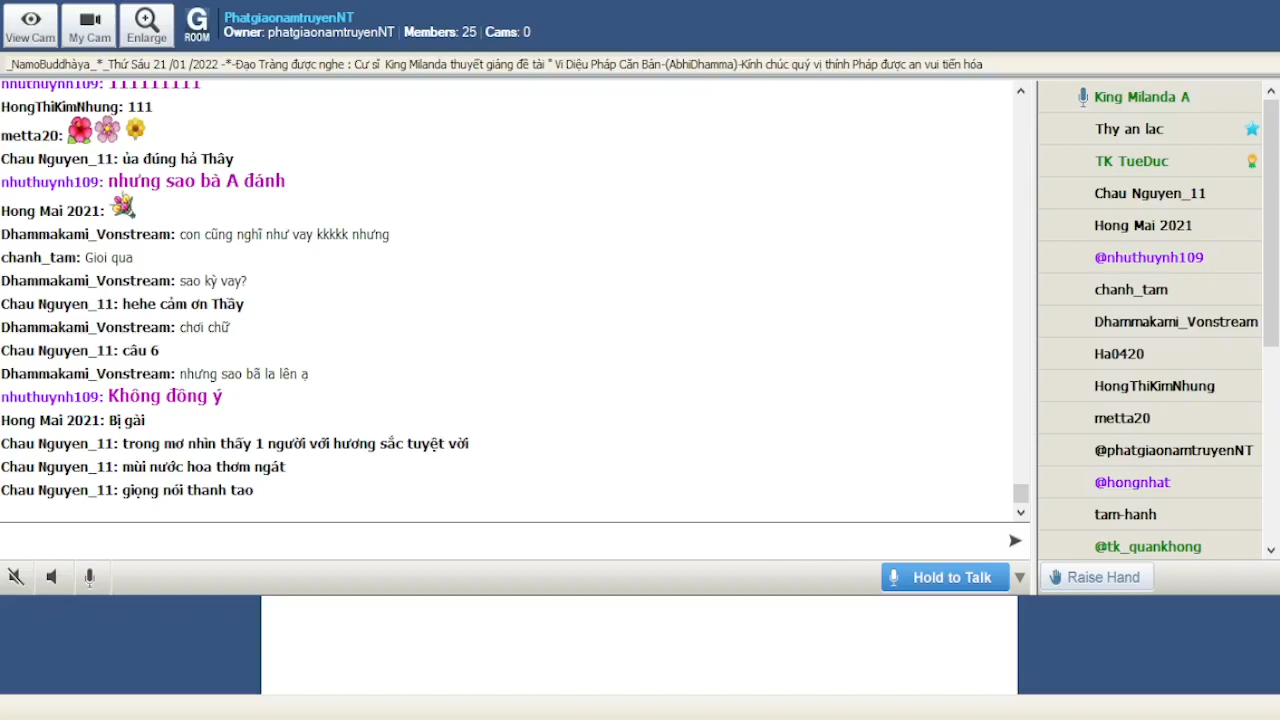 View Cam
My Cam
Enlarge
G
ROOM
PhatgiaonamtruyenNT
Owner: phatgiaonamtruyenNT | Members: 25 | Cams: 0
_NamoBuddhàya_*_Thứ Sáu 21 /01 /2022 -*-Đạo Tràng được nghe : Cư sĩ King Milanda thuyết giảng đề tài " Vi Diệu Pháp Căn Bản-(AbhiDhamma)-Kính chúc quý vị thính Pháp được an vui tiến hóa
nhuthuynh109: 111111111
HongThiKimNhung: 111
metta20:
Chau Nguyen_11: ủa đúng hả Thầy
nhuthuynh109: nhưng sao bà A đánh
Hong Mai 2021:
Dhammakami_Vonstream: con cũng nghĩ như vay kkkkk nhưng
chanh_tam: Gioi qua
Dhammakami_Vonstream: sao kỳ vay?
Chau Nguyen_11: hehe cảm ơn Thầy
Dhammakami_Vonstream: chơi chữ
Chau Nguyen_11: câu 6
Dhammakami_Vonstream: nhưng sao bã la lên ạ
nhuthuynh109: Không đồng ý
Hong Mai 2021: Bị gài
Chau Nguyen_11: trong mơ nhìn thấy 1 người với hương sắc tuyệt vời
Chau Nguyen_11: mùi nước hoa thơm ngát
Chau Nguyen_11: giọng nói thanh tao
Hold to Talk
King Milanda A
Thy an lac
TK TueDuc
Chau Nguyen_11
Hong Mai 2021
@nhuthuynh109
chanh_tam
Dhammakami_Vonstream
Ha0420
HongThiKimNhung
metta20
@phatgiaonamtruyenNT
@hongnhat
tam-hanh
@tk_quankhong
Raise Hand